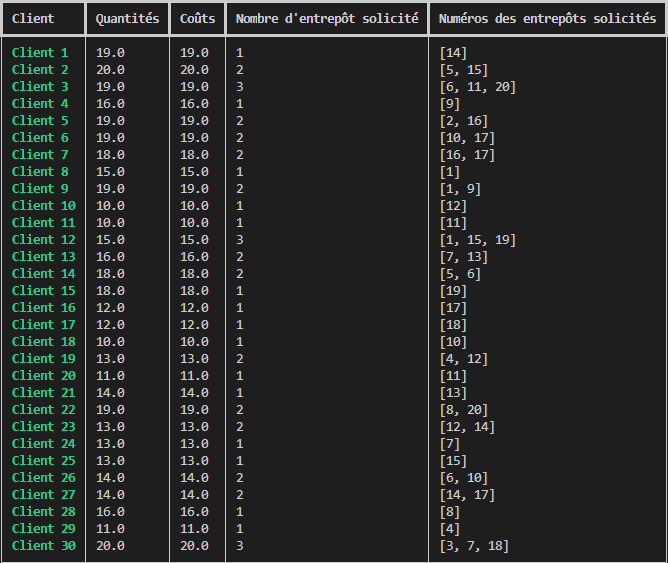 Client Quantités Coûts Nombre d'entrepôt solicité Numéros des entrepôts solicités
Client 1 19.0 19.0 1 [14]
Client 2 20.0 20.0 2 [5, 15]
Client 3 19.0 19.0 3 [6, 11, 20]
Client 4 16.0 16.0 1 [9]
Client 5 19.0 19.0 2 [2, 16]
Client 6 19.0 19.0 2 [10, 17]
Client 7 18.0 18.0 2 [16, 17]
Client 8 15.0 15.0 1 [1]
Client 9 19.0 19.0 2 [1, 9]
Client 10 10.0 10.0 1 [12]
Client 11 10.0 10.0 1 [11]
Client 12 15.0 15.0 3 [1, 15, 19]
Client 13 16.0 16.0 2 [7, 13]
Client 14 18.0 18.0 2 [5, 6]
Client 15 18.0 18.0 1 [19]
Client 16 12.0 12.0 1 [17]
Client 17 12.0 12.0 1 [18]
Client 18 10.0 10.0 1 [10]
Client 19 13.0 13.0 2 [4, 12]
Client 20 11.0 11.0 1 [11]
Client 21 14.0 14.0 1 [13]
Client 22 19.0 19.0 2 [8, 20]
Client 23 13.0 13.0 2 [12, 14]
Client 24 13.0 13.0 1 [7]
Client 25 13.0 13.0 1 [15]
Client 26 14.0 14.0 2 [6, 10]
Client 27 14.0 14.0 2 [14, 17]
Client 28 16.0 16.0 1 [8]
Client 29 11.0 11.0 1 [4]
Client 30 20.0 20.0 3 [3, 7, 18]